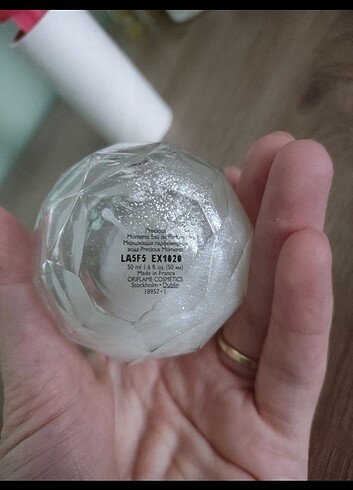 Precious
Moments Eau de Parfum
Мерцающая парфюмерная
вода Precious Moments
LA5F5 EX1020
50 ml 1.6 fl. oz. (50 мл)
Made in France
ORIFLAME COSMETICS
Stockholm • Dublin
18957 • 1